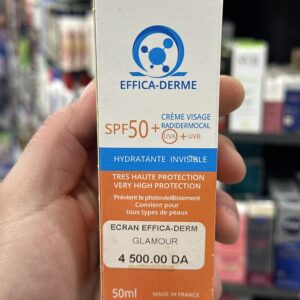 EFFICA-DERME
CRÈME VISAGE
RADIDERMOCAL
SPF50+ UVA + UVB
HYDRATANTE INVISIBLE
TRES HAUTE PROTECTION
VERY HIGH PROTECTION
Prévient le photovieillissement
Convient pour
tous types de peaux
ECRAN EFFICA-DERM
GLAMOUR
4 500.00 DA
50ml
MADE IN FRANCE